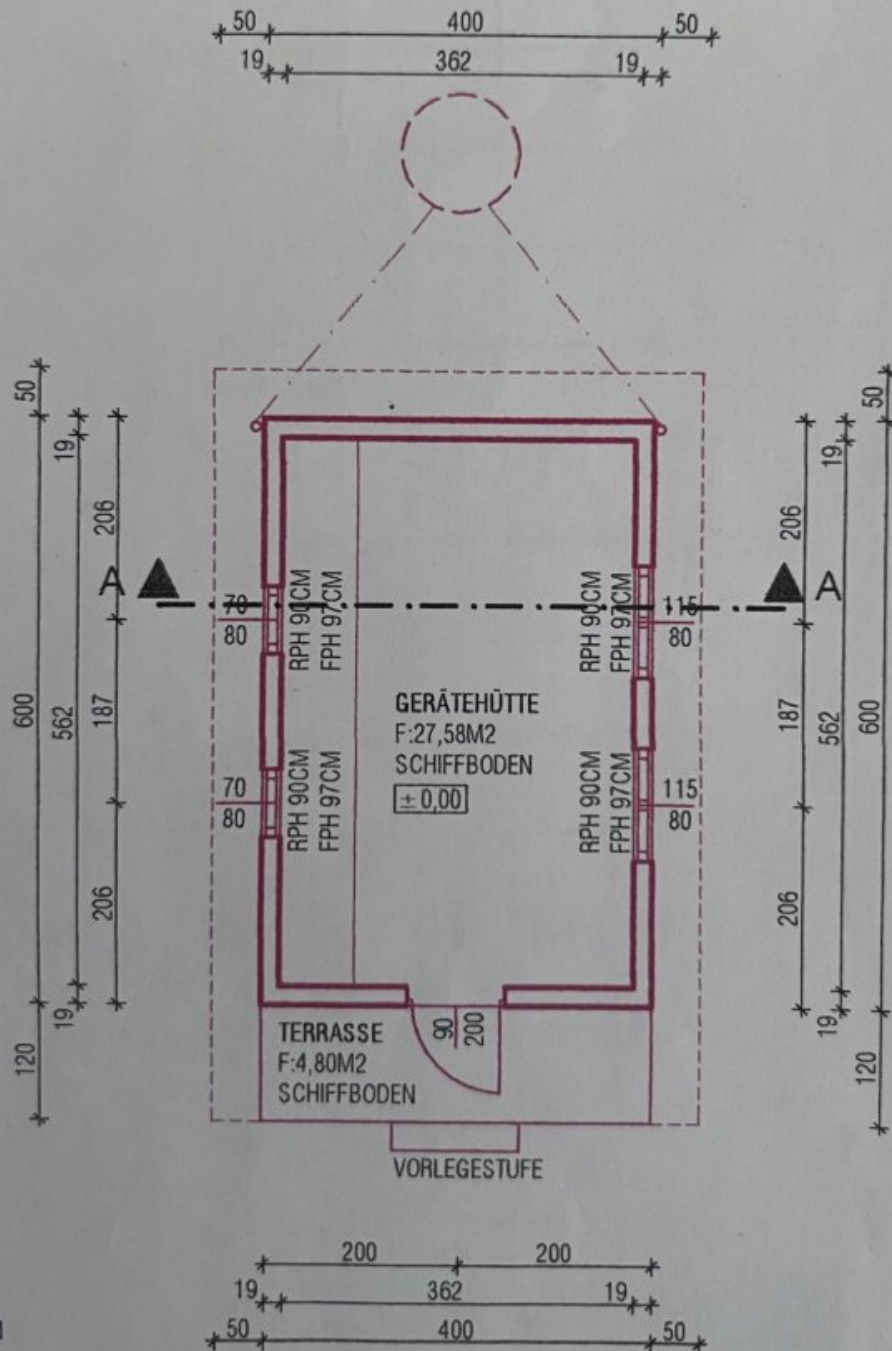 50 400 50
19 362 19
50
600
120
19
562
19
206
187
206
A
70
80
RPH 90CM
FPH 97CM
70
80
RPH 90CM
FPH 97CM
GERÄTEHÜTTE
F:27,58M2
SCHIFFBODEN
± 0,00
RPH 90CM
FPH 97CM
115
80
RPH 90CM
FPH 97CM
115
80
A
206
187
206
19
562
19
50
600
120
TERRASSE
F:4,80M2
SCHIFFBODEN
90
200
VORLEGESTUFE
200 200
19 362 19
50 400 50